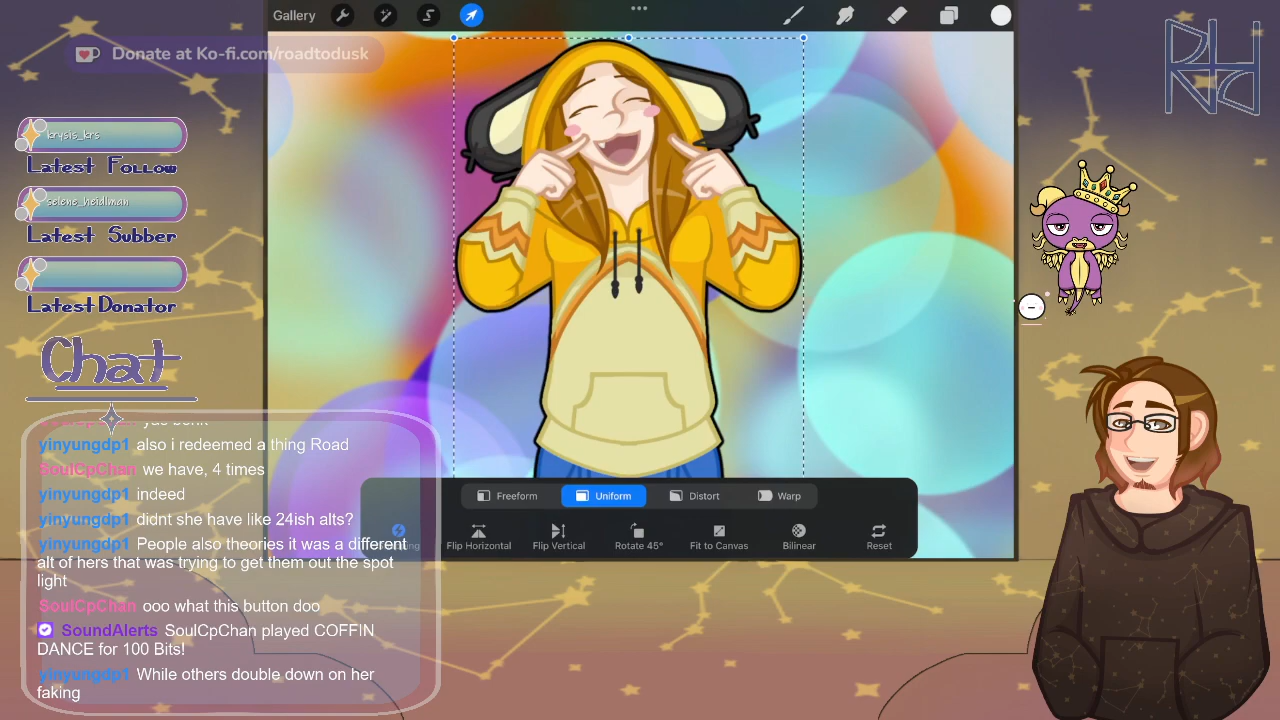 Gallery
Donate at Ko-fi.com/roadtodusk
RtD
krysis_krs
Latest Follow
selene_heidlman
Latest Subber
Latest Donator
Chat
yinyungdp1 also i redeemed a thing Road
SoulCpChan we have, 4 times
yinyungdp1 indeed
yinyungdp1 didnt she have like 24ish alts?
yinyungdp1 People also theories it was a different
alt of hers that was trying to get them out the spot
light
SoulCpChan ooo what this button doo
SoundAlerts SoulCpChan played COFFIN
DANCE for 100 Bits!
yinyungdp1 While others double down on her
faking
Freeform Uniform Distort Warp
Flip Horizontal Flip Vertical Rotate 45° Fit to Canvas Bilinear Reset